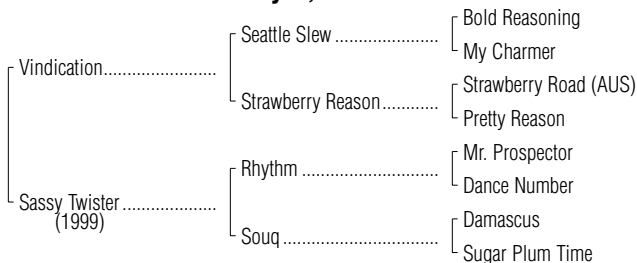 Bold Reasoning
Seattle Slew ......................
My Charmer
Vindication........................
Strawberry Road (AUS)
Strawberry Reason............
Pretty Reason
Mr. Prospector
Rhythm .............................
Dance Number
Sassy Twister....................
(1999)
Damascus
Souq.................................
Sugar Plum Time